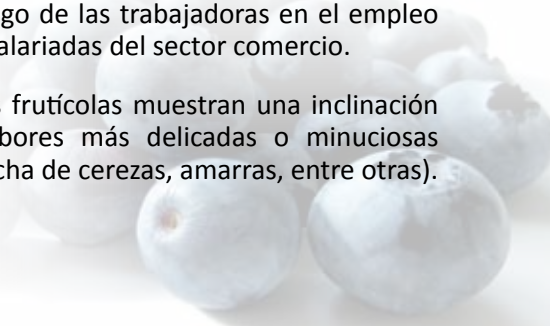 go de las trabajadoras en el empleo
alariadas del sector comercio.
s frutícolas muestran una inclinación
bores más delicadas o minuciosas
cha de cerezas, amarras, entre otras).